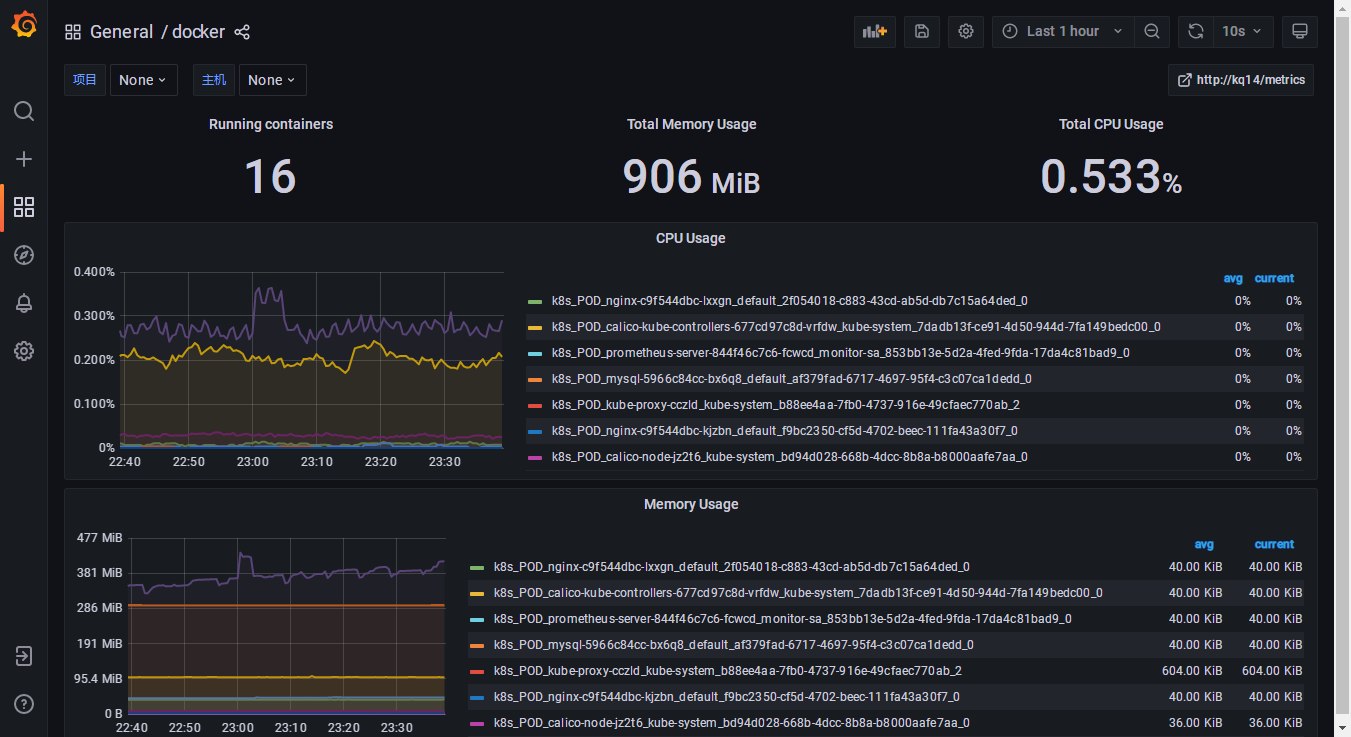 General / docker
Last 1 hour
10s
项目 None 主机 None
http://kq14/metrics
Running containers
16
Total Memory Usage
906 MiB
Total CPU Usage
0.533%
CPU Usage
0.400%
0.300%
0.200%
0.100%
0%
22:40 22:50 23:00 23:10 23:20 23:30
avg current
k8s_POD_nginx-c9f544dbc-lxxgn_default_2f054018-c883-43cd-ab5d-db7c15a64ded_0 0% 0%
k8s_POD_calico-kube-controllers-677cd97c8d-vrfdw_kube-system_7dadb13f-ce91-4d50-944d-7fa149bedc00_0 0% 0%
k8s_POD_prometheus-server-844f46c7c6-fcwcd_monitor-sa_853bb13e-5d2a-4fed-9fda-17da4c81bad9_0 0% 0%
k8s_POD_mysql-5966c84cc-bx6q8_default_af379fad-6717-4697-95f4-c3c07ca1dedd_0 0% 0%
k8s_POD_kube-proxy-cczld_kube-system_b88ee4aa-7fb0-4737-916e-49cfaec770ab_2 0% 0%
k8s_POD_nginx-c9f544dbc-kjzbn_default_f9bc2350-cf5d-4702-beec-111fa43a30f7_0 0% 0%
k8s_POD_calico-node-jz2t6_kube-system_bd94d028-668b-4dcc-8b8a-b8000aafe7aa_0 0% 0%
Memory Usage
477 MiB
381 MiB
286 MiB
191 MiB
95.4 MiB
0 B
22:40 22:50 23:00 23:10 23:20 23:30
avg current
k8s_POD_nginx-c9f544dbc-lxxgn_default_2f054018-c883-43cd-ab5d-db7c15a64ded_0 40.00 KiB 40.00 KiB
k8s_POD_calico-kube-controllers-677cd97c8d-vrfdw_kube-system_7dadb13f-ce91-4d50-944d-7fa149bedc00_0 40.00 KiB 40.00 KiB
k8s_POD_prometheus-server-844f46c7c6-fcwcd_monitor-sa_853bb13e-5d2a-4fed-9fda-17da4c81bad9_0 40.00 KiB 40.00 KiB
k8s_POD_mysql-5966c84cc-bx6q8_default_af379fad-6717-4697-95f4-c3c07ca1dedd_0 40.00 KiB 40.00 KiB
k8s_POD_kube-proxy-cczld_kube-system_b88ee4aa-7fb0-4737-916e-49cfaec770ab_2 604.00 KiB 604.00 KiB
k8s_POD_nginx-c9f544dbc-kjzbn_default_f9bc2350-cf5d-4702-beec-111fa43a30f7_0 40.00 KiB 40.00 KiB
k8s_POD_calico-node-jz2t6_kube-system_bd94d028-668b-4dcc-8b8a-b8000aafe7aa_0 36.00 KiB 36.00 KiB